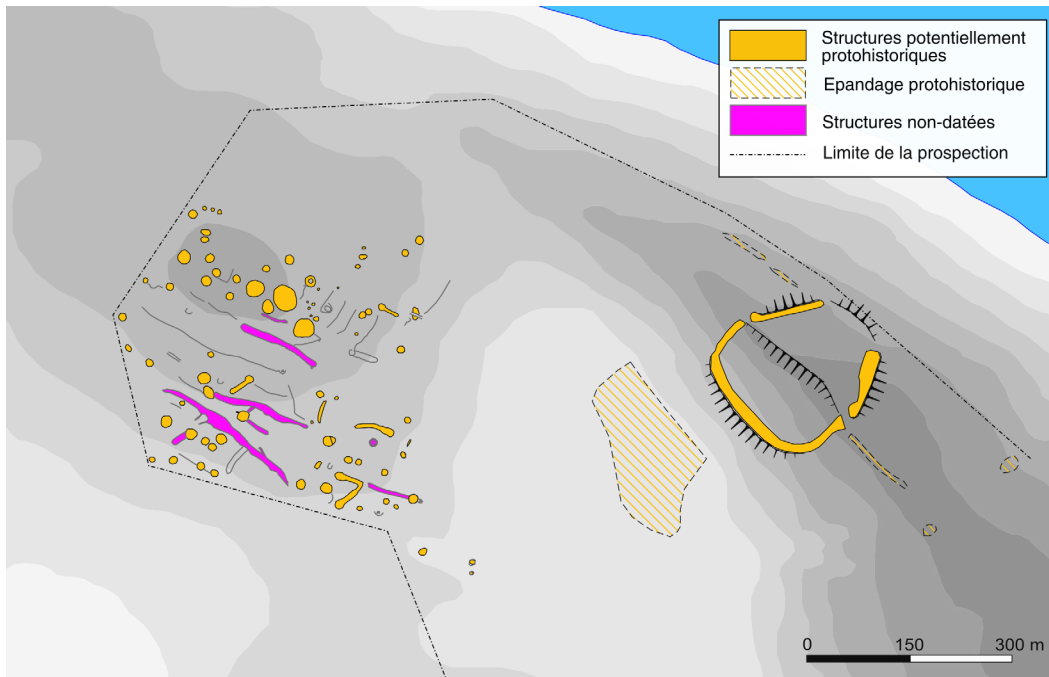 Structures potentiellement
protohistoriques
Epandage protohistorique
Structures non-datées
Limite de la prospection
0 150 300 m